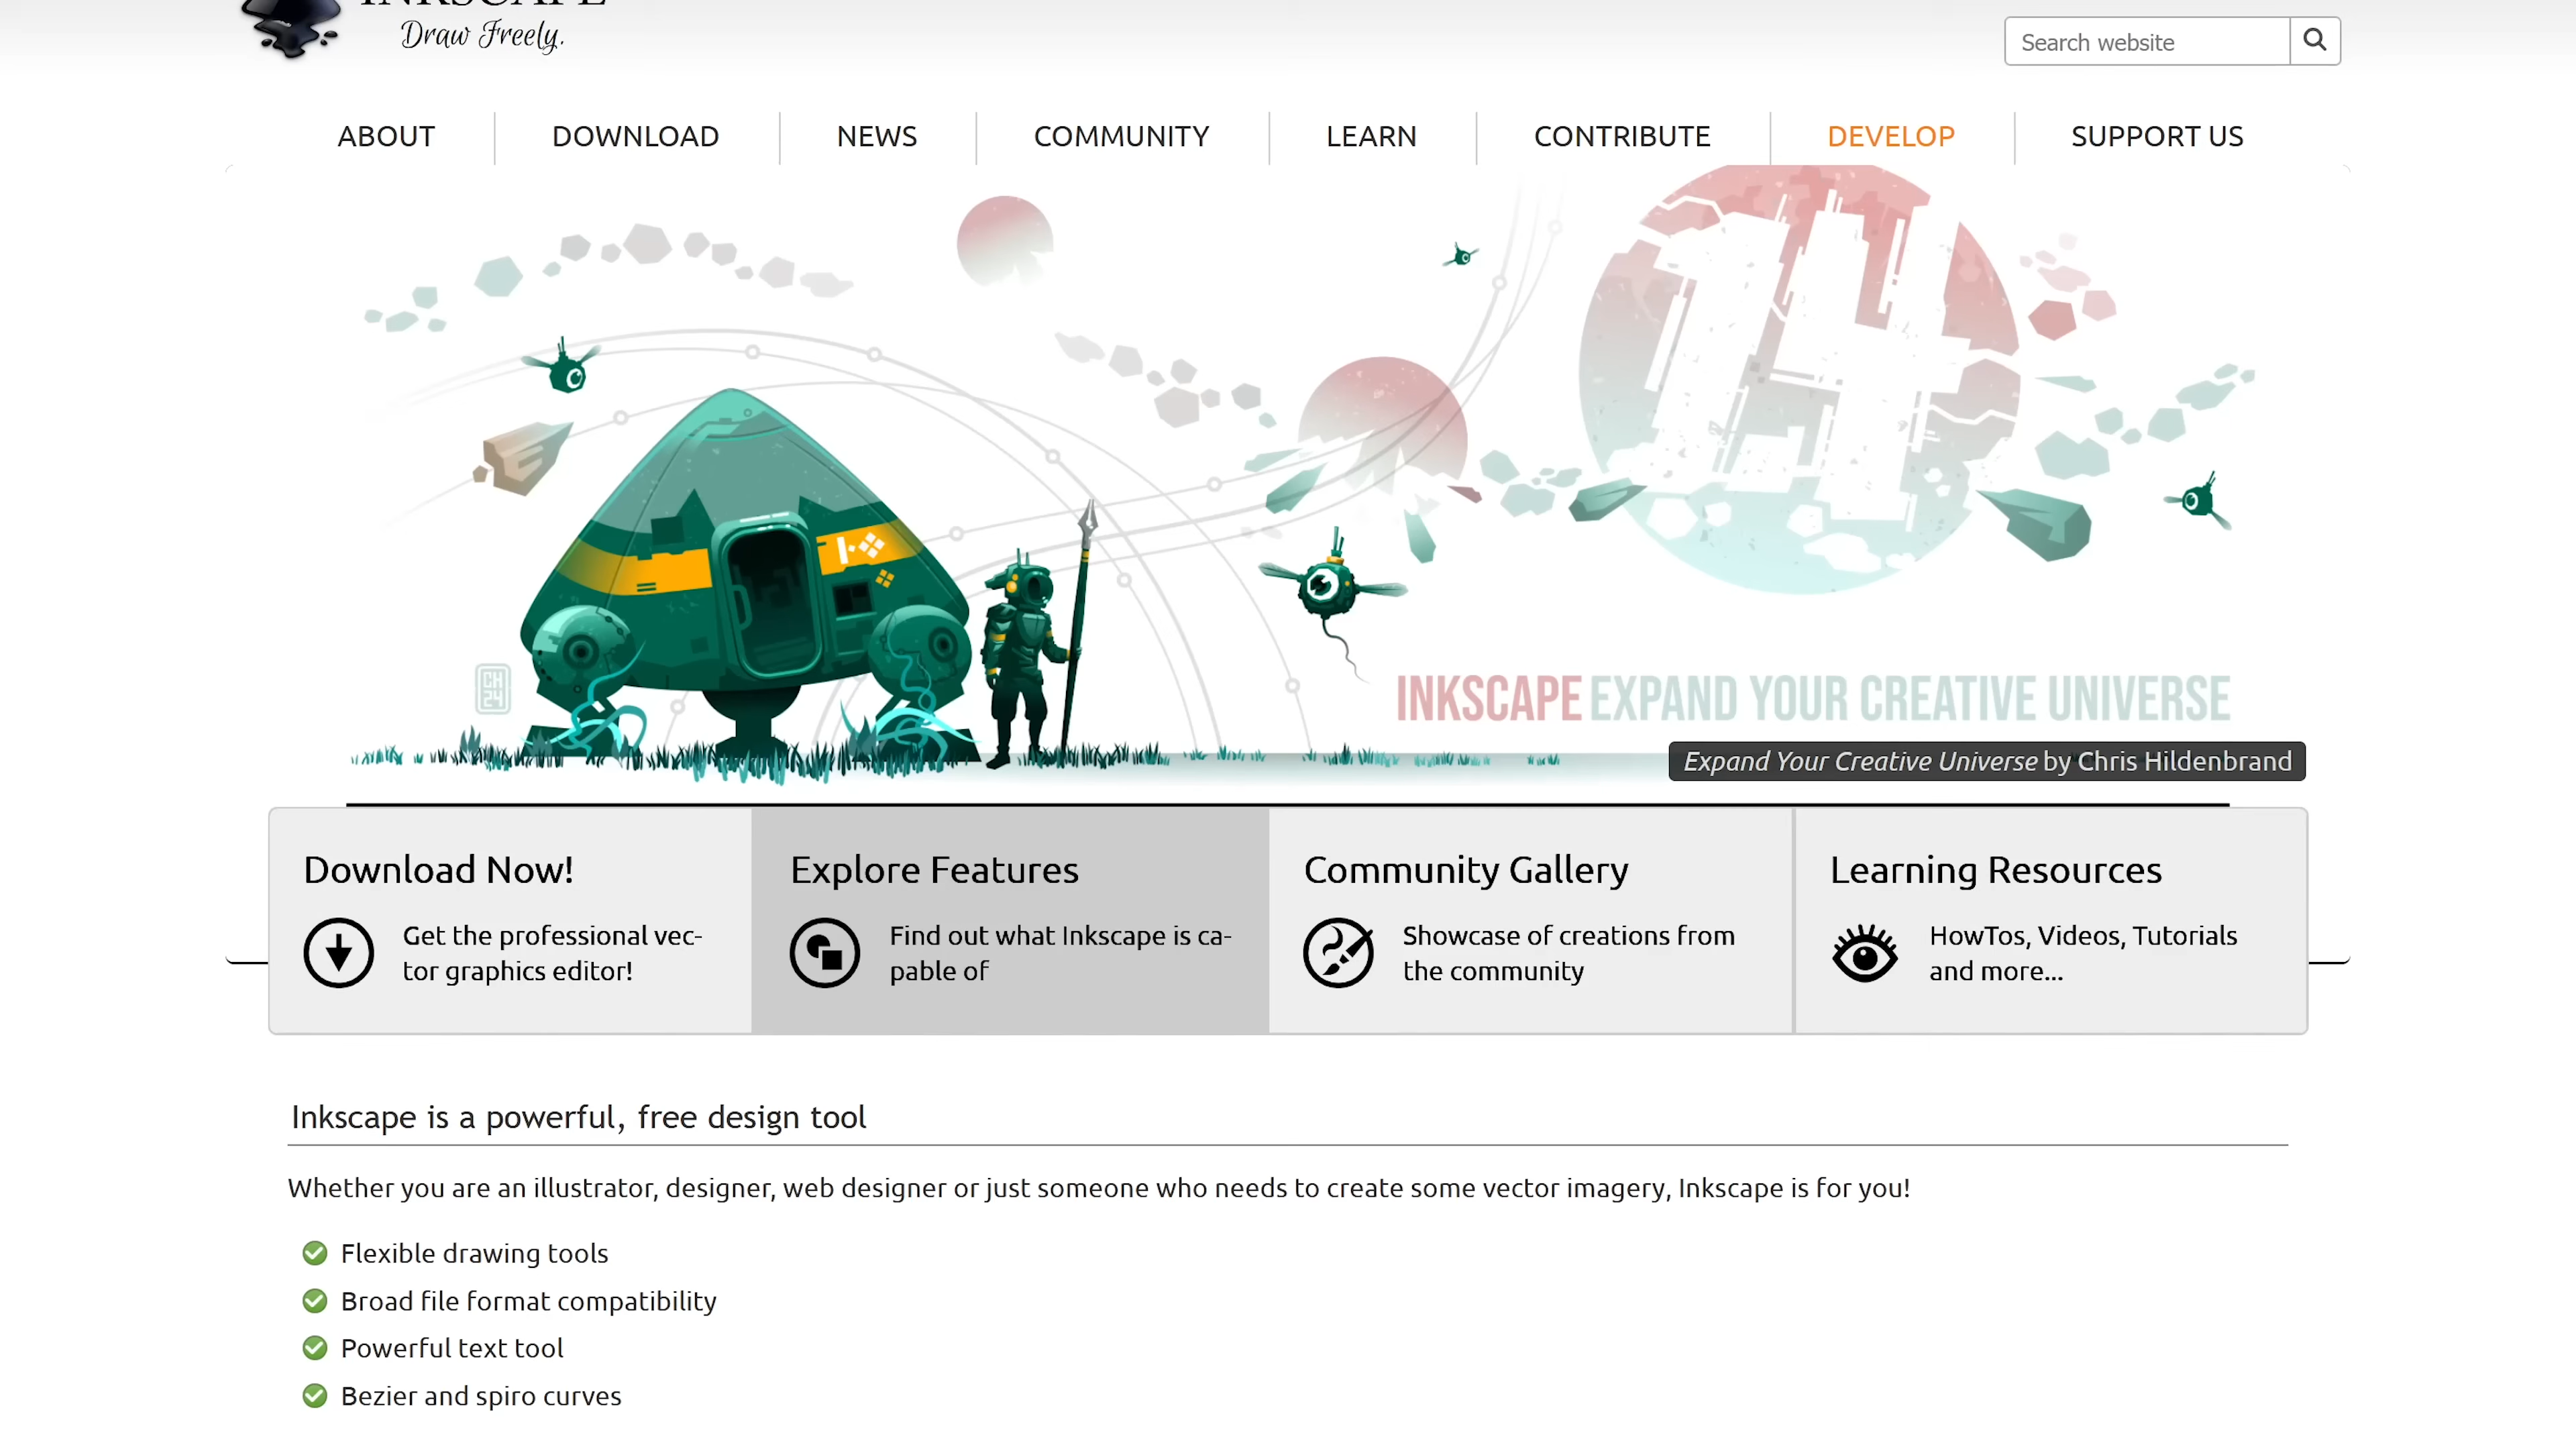 INKSCAPE
Draw Freely.
Search website
ABOUT
DOWNLOAD
NEWS
COMMUNITY
LEARN
CONTRIBUTE
DEVELOP
SUPPORT US
CH
24
INKSCAPE EXPAND YOUR CREATIVE UNIVERSE
Expand Your Creative Universe by Chris Hildenbrand
Download Now!
Get the professional vec-
tor graphics editor!
Explore Features
Find out what Inkscape is ca-
pable of
Community Gallery
Showcase of creations from
the community
Learning Resources
HowTos, Videos, Tutorials
and more...
Inkscape is a powerful, free design tool
Whether you are an illustrator, designer, web designer or just someone who needs to create some vector imagery, Inkscape is for you!
Flexible drawing tools
Broad file format compatibility
Powerful text tool
Bezier and spiro curves